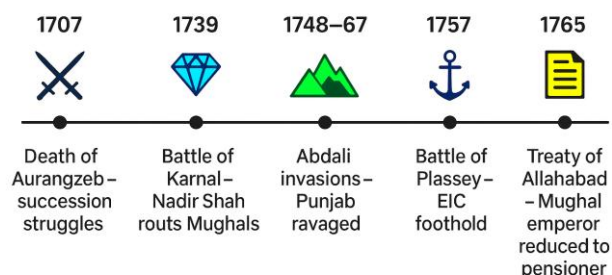 1707
1739
1748–67
1757
1765
Death of
Aurangzeb–
succession
struggles
Battle of
Karnal–
Nadir Shah
routs Mughals
Abdali
invasions–
Punjab
ravaged
Battle of
Plassey–
EIC
foothold
Treaty of
Allahabad
– Mughal
emperor
reduced to
pensioner